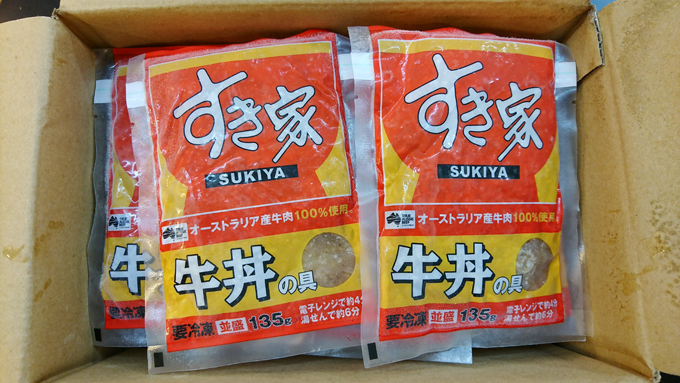 すき家
SUKIYA
オーストラリア産牛肉100%使用
牛丼の具
電子レンジで約4分
湯せんで約6分
要冷凍 並盛 135g
すき家
SUKIYA
オーストラリア産牛肉100%使用
牛丼の具
電子レンジで約4分
湯せんで約6分
要冷凍 並盛 135g
牛